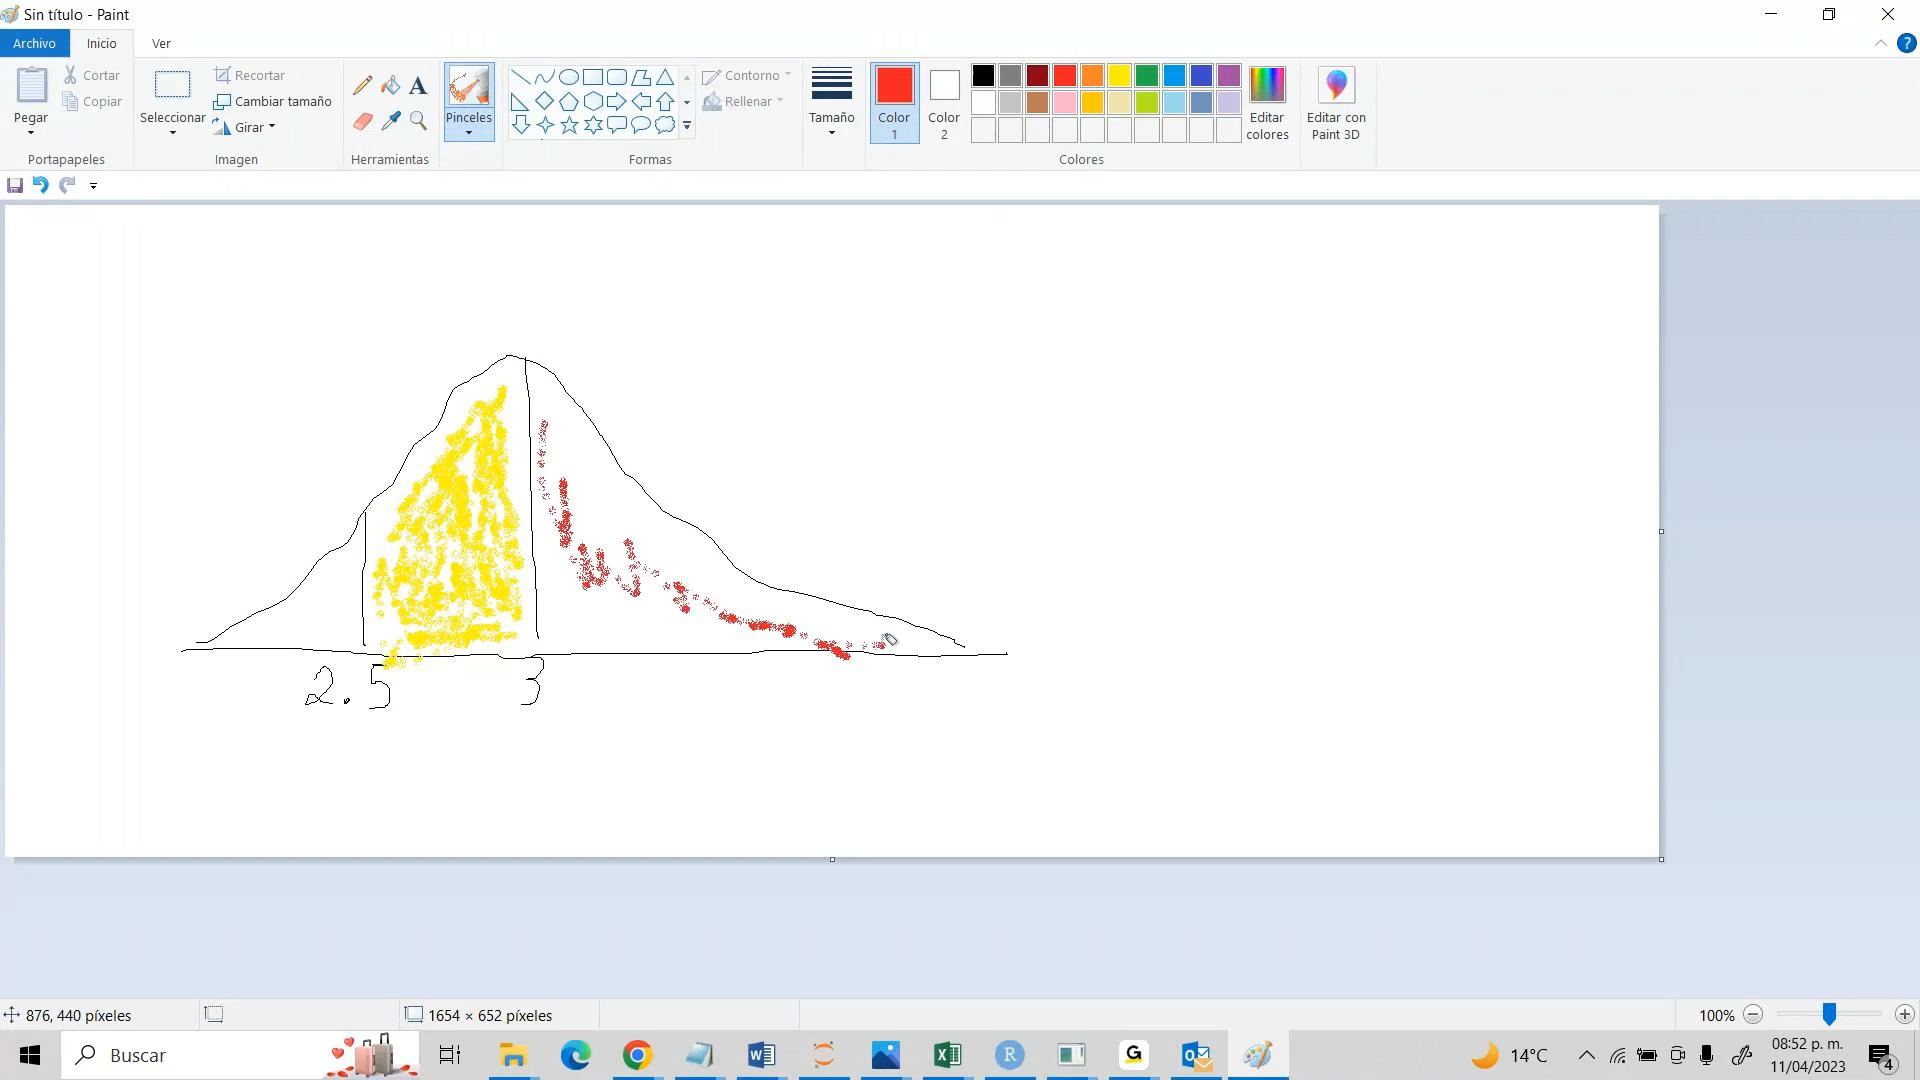 Sin título - Paint
Archivo Inicio Ver
Pegar
Cortar
Copiar
Portapapeles
Seleccionar
Recortar
Cambiar tamaño
Girar
Imagen
Herramientas
Pinceles
Contorno
Rellenar
Formas
Tamaño
Color 1
Color 2
Editar colores
Colores
Editar con Paint 3D
2.5 3
876, 440 píxeles 1654 × 652 píxeles 100%
Buscar
14°C
08:52 p. m.
11/04/2023
4